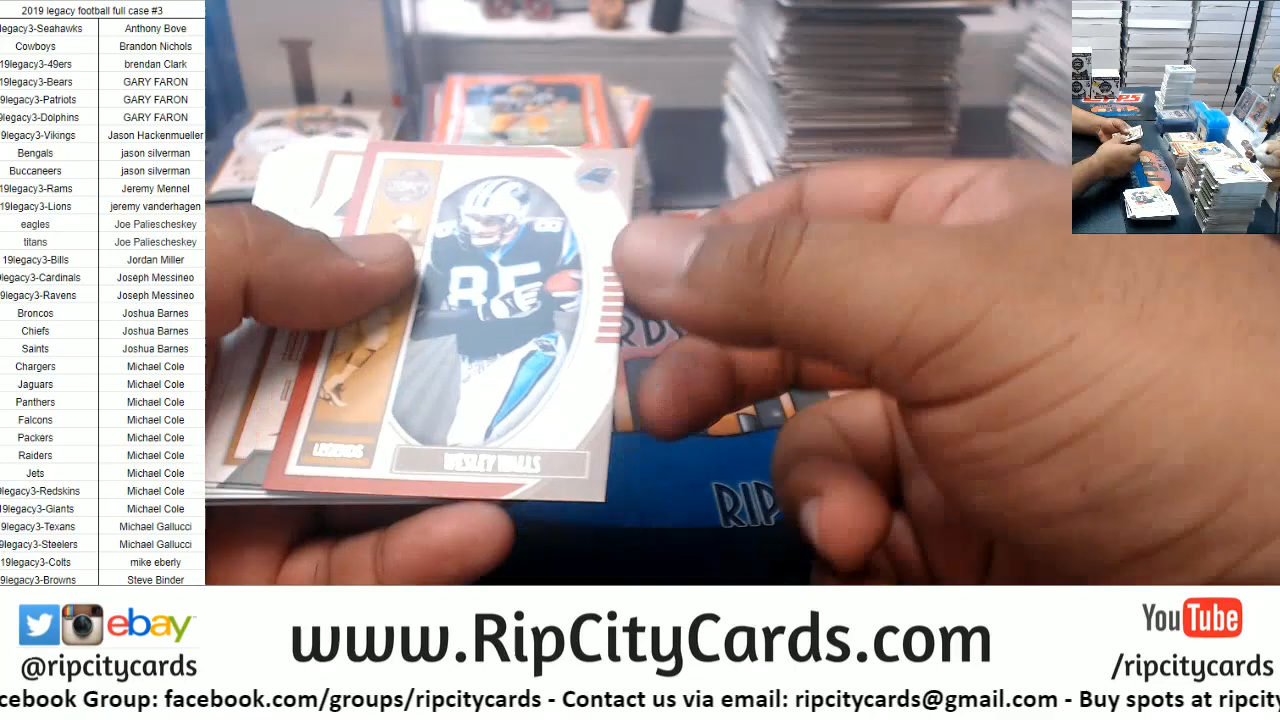 2019 legacy football full case #3
legacy3-Seahawks Anthony Bove
Cowboys Brandon Nichols
19legacy3-49ers brendan Clark
9legacy3-Bears GARY FARON
9legacy3-Patriots GARY FARON
9legacy3-Dolphins GARY FARON
9legacy3-Vikings Jason Hackenmueller
Bengals jason silverman
Buccaneers jason silverman
9legacy3-Rams Jeremy Mennel
9legacy3-Lions jeremy vanderhagen
eagles Joe Paliescheskey
titans Joe Paliescheskey
19legacy3-Bills Jordan Miller
9legacy3-Cardinals Joseph Messineo
9legacy3-Ravens Joseph Messineo
Broncos Joshua Barnes
Chiefs Joshua Barnes
Saints Joshua Barnes
Chargers Michael Cole
Jaguars Michael Cole
Panthers Michael Cole
Falcons Michael Cole
Packers Michael Cole
Raiders Michael Cole
Jets Michael Cole
9legacy3-Redskins Michael Cole
9legacy3-Giants Michael Cole
9legacy3-Texans Michael Gallucci
9legacy3-Steelers Michael Gallucci
19legacy3-Colts mike eberly
9legacy3-Browns Steve Binder
LEGACY
85
LEGENDS
WESLEY WALLS
RIP
TOPPS
ebay
@ripcitycards
www.RipCityCards.com
YouTube
/ripcitycards
cebook Group: facebook.com/groups/ripcitycards - Contact us via email: ripcitycards@gmail.com - Buy spots at ripcity